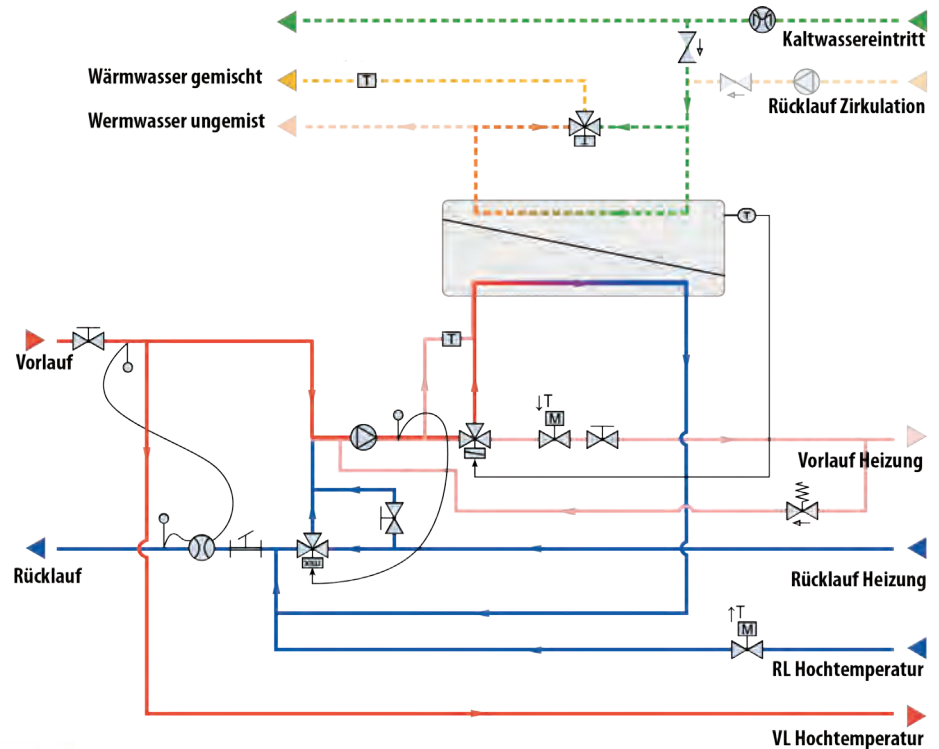 Kaltwassereintritt
Wärmwasser gemischt
T
Rücklauf Zirkulation
Wermwasser ungemist
T
T
Vorlauf
↓T
M
Vorlauf Heizung
Rücklauf
Rücklauf Heizung
↑T
M
RL Hochtemperatur
VL Hochtemperatur